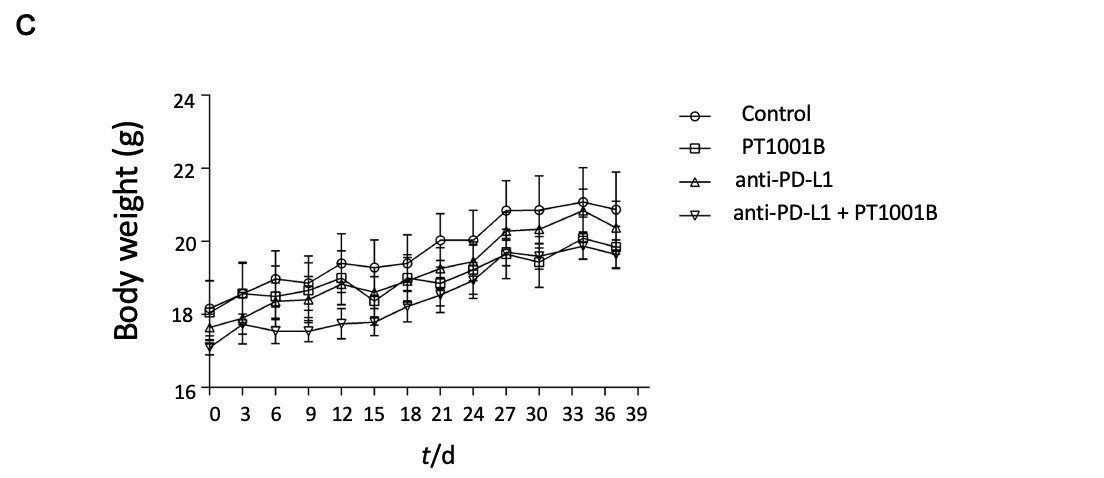 C
Body weight (g)
24
22
20
18
16
0 3 6 9 12 15 18 21 24 27 30 33 36 39
t/d
Control
PT1001B
anti-PD-L1
anti-PD-L1 + PT1001B